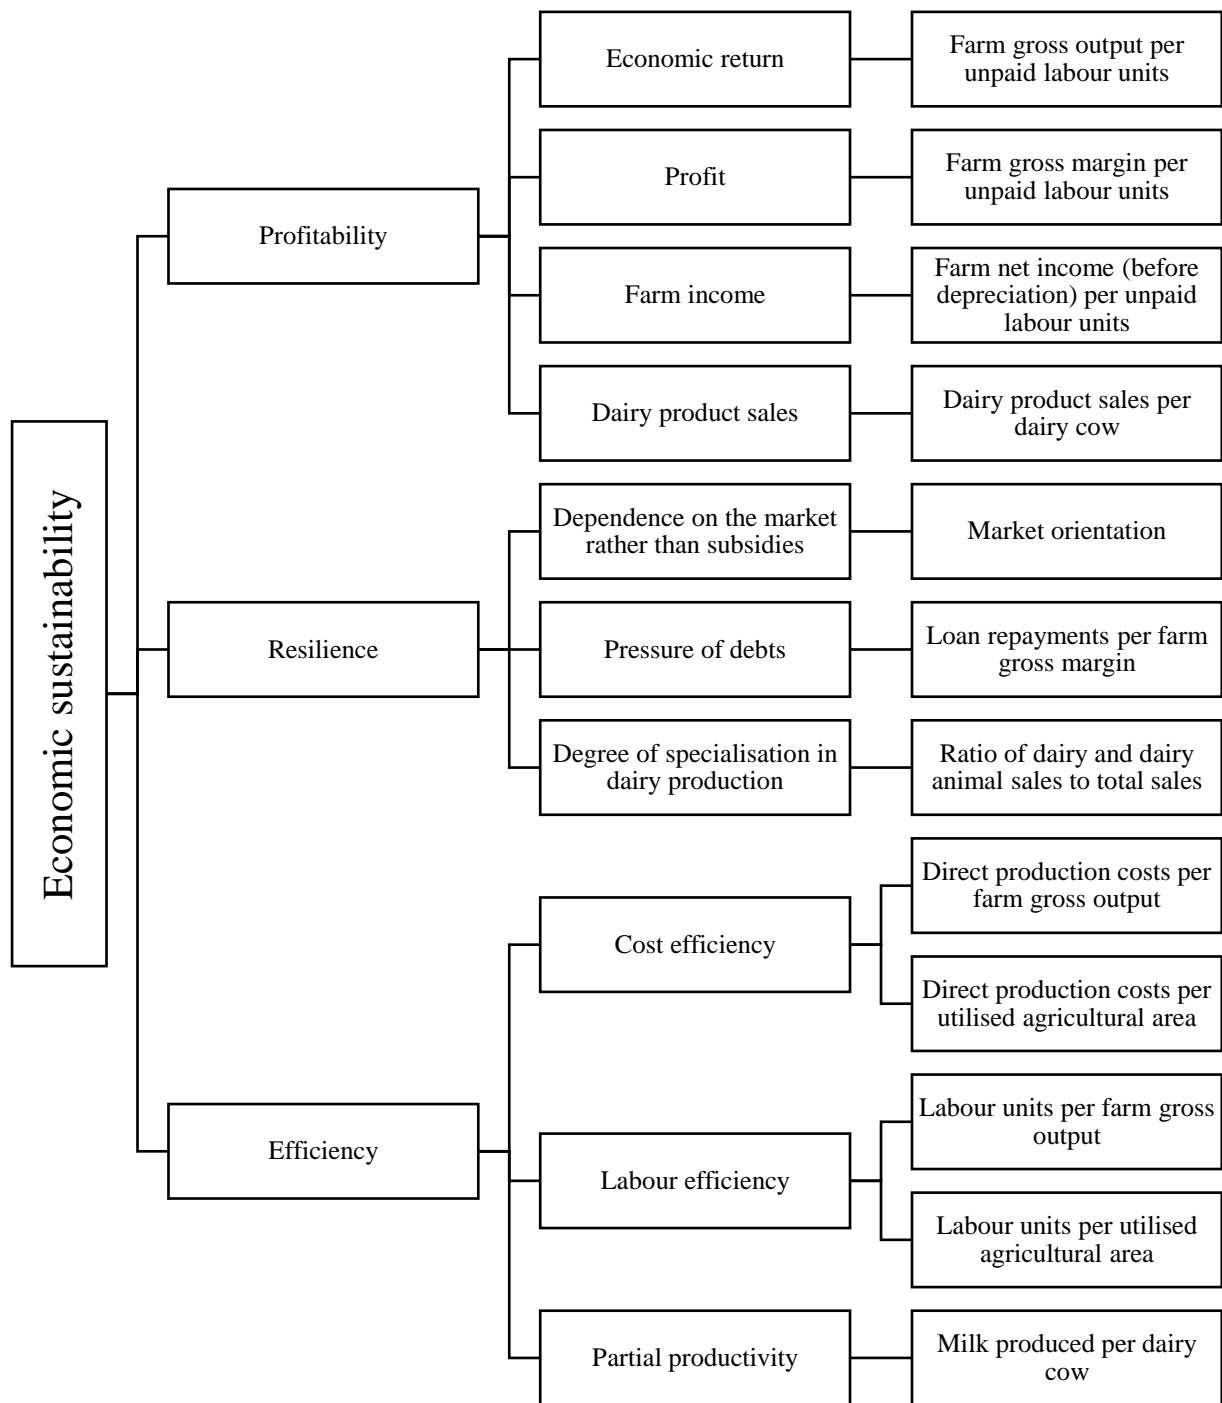 Economic sustainability
Profitability
Economic return
Farm gross output per
unpaid labour units
Profit
Farm gross margin per
unpaid labour units
Farm income
Farm net income (before
depreciation) per unpaid
labour units
Dairy product sales
Dairy product sales per
dairy cow
Resilience
Dependence on the market
rather than subsidies
Market orientation
Pressure of debts
Loan repayments per farm
gross margin
Degree of specialisation in
dairy production
Ratio of dairy and dairy
animal sales to total sales
Efficiency
Cost efficiency
Direct production costs per
farm gross output
Direct production costs per
utilised agricultural area
Labour efficiency
Labour units per farm gross
output
Labour units per utilised
agricultural area
Partial productivity
Milk produced per dairy
cow